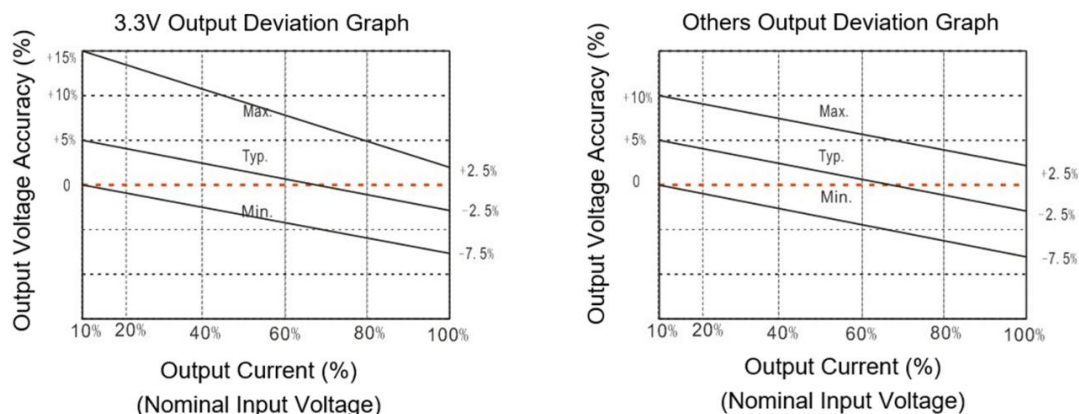 3.3V Output Deviation Graph
Output Voltage Accuracy (%)
+15%
+10%
+5%
0
Max.
Typ.
Min.
+2.5%
-2.5%
-7.5%
10% 20% 40% 60% 80% 100%
Output Current (%)
(Nominal Input Voltage)
Others Output Deviation Graph
Output Voltage Accuracy (%)
+10%
+5%
0
Max.
Typ.
Min.
+2.5%
-2.5%
-7.5%
10% 20% 40% 60% 80% 100%
Output Current (%)
(Nominal Input Voltage)